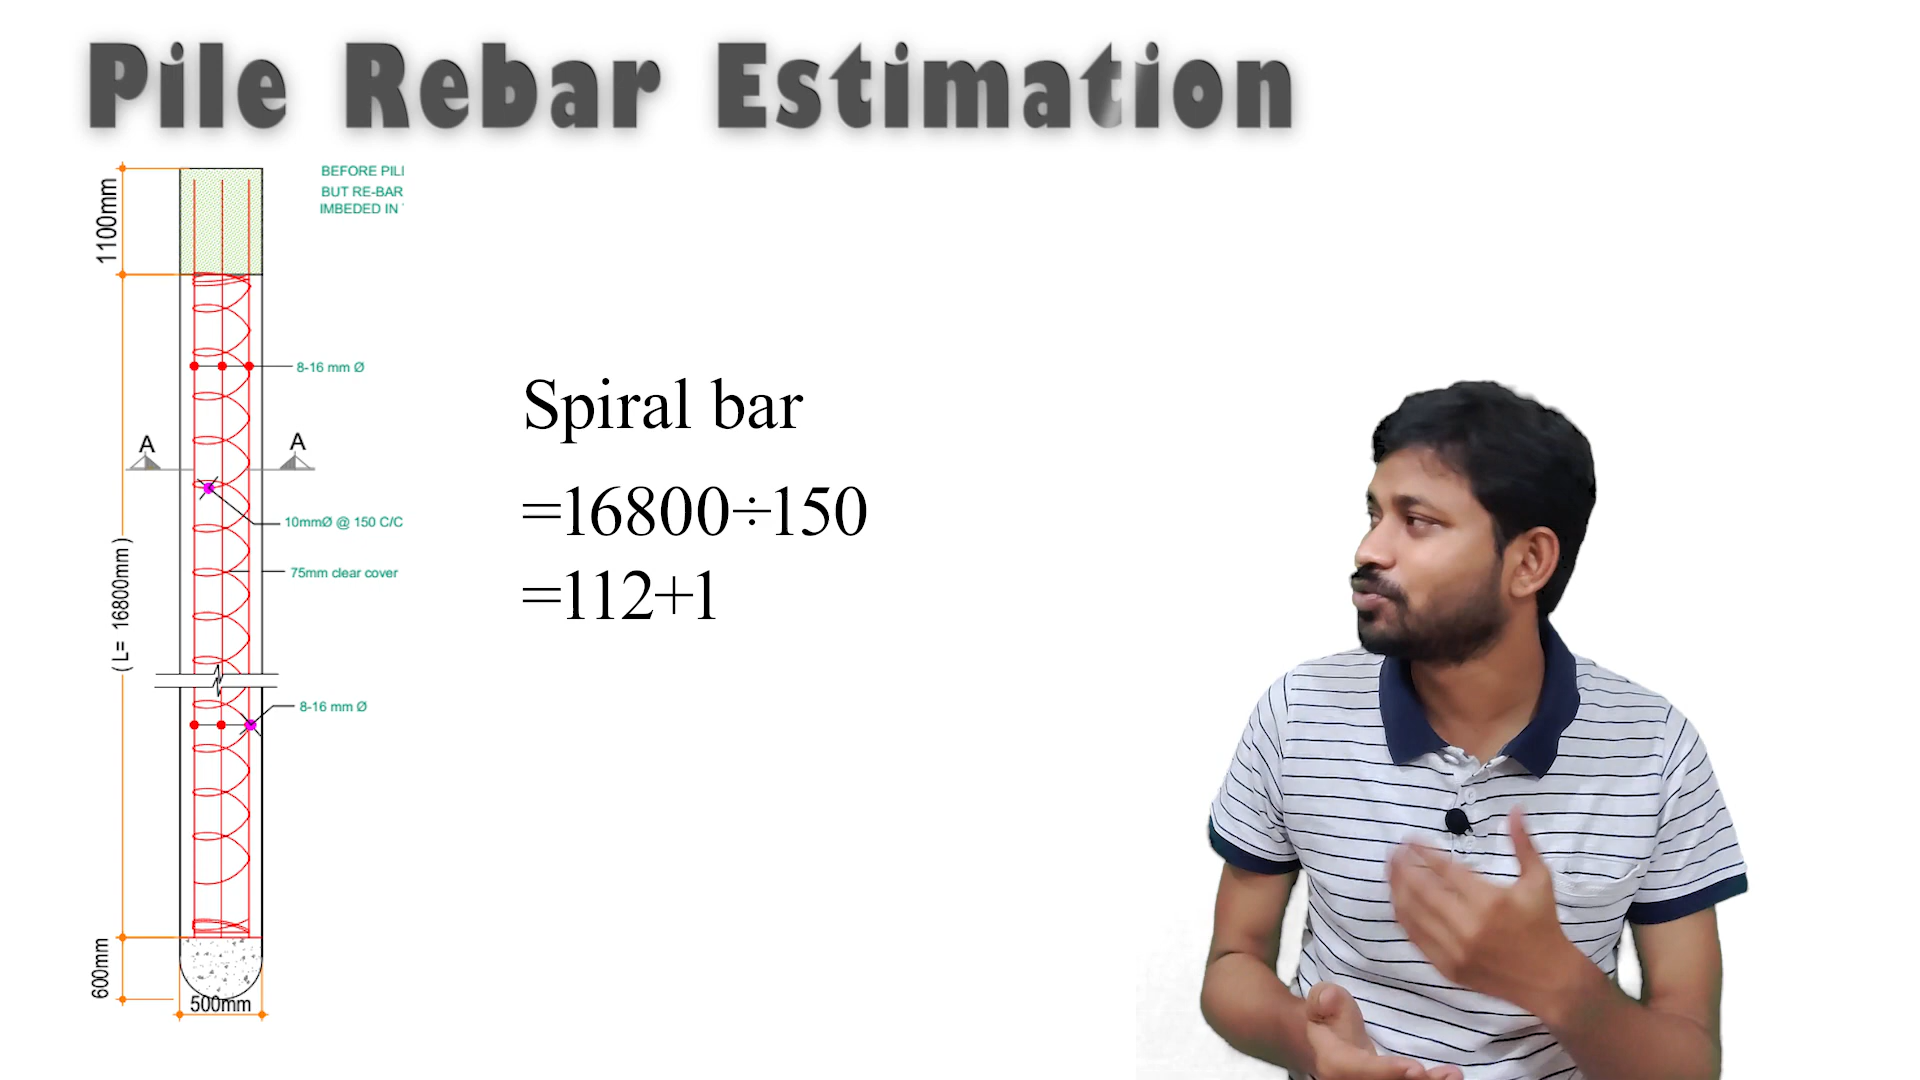 Pile Rebar Estimation
1100mm
BEFORE PILI
BUT RE-BAR
IMBEDED IN
8-16 mm Ø
A
A
10mmØ @ 150 C/C
75mm clear cover
( L= 16800mm )
8-16 mm Ø
600mm
500mm
Spiral bar
=16800÷150
=112+1